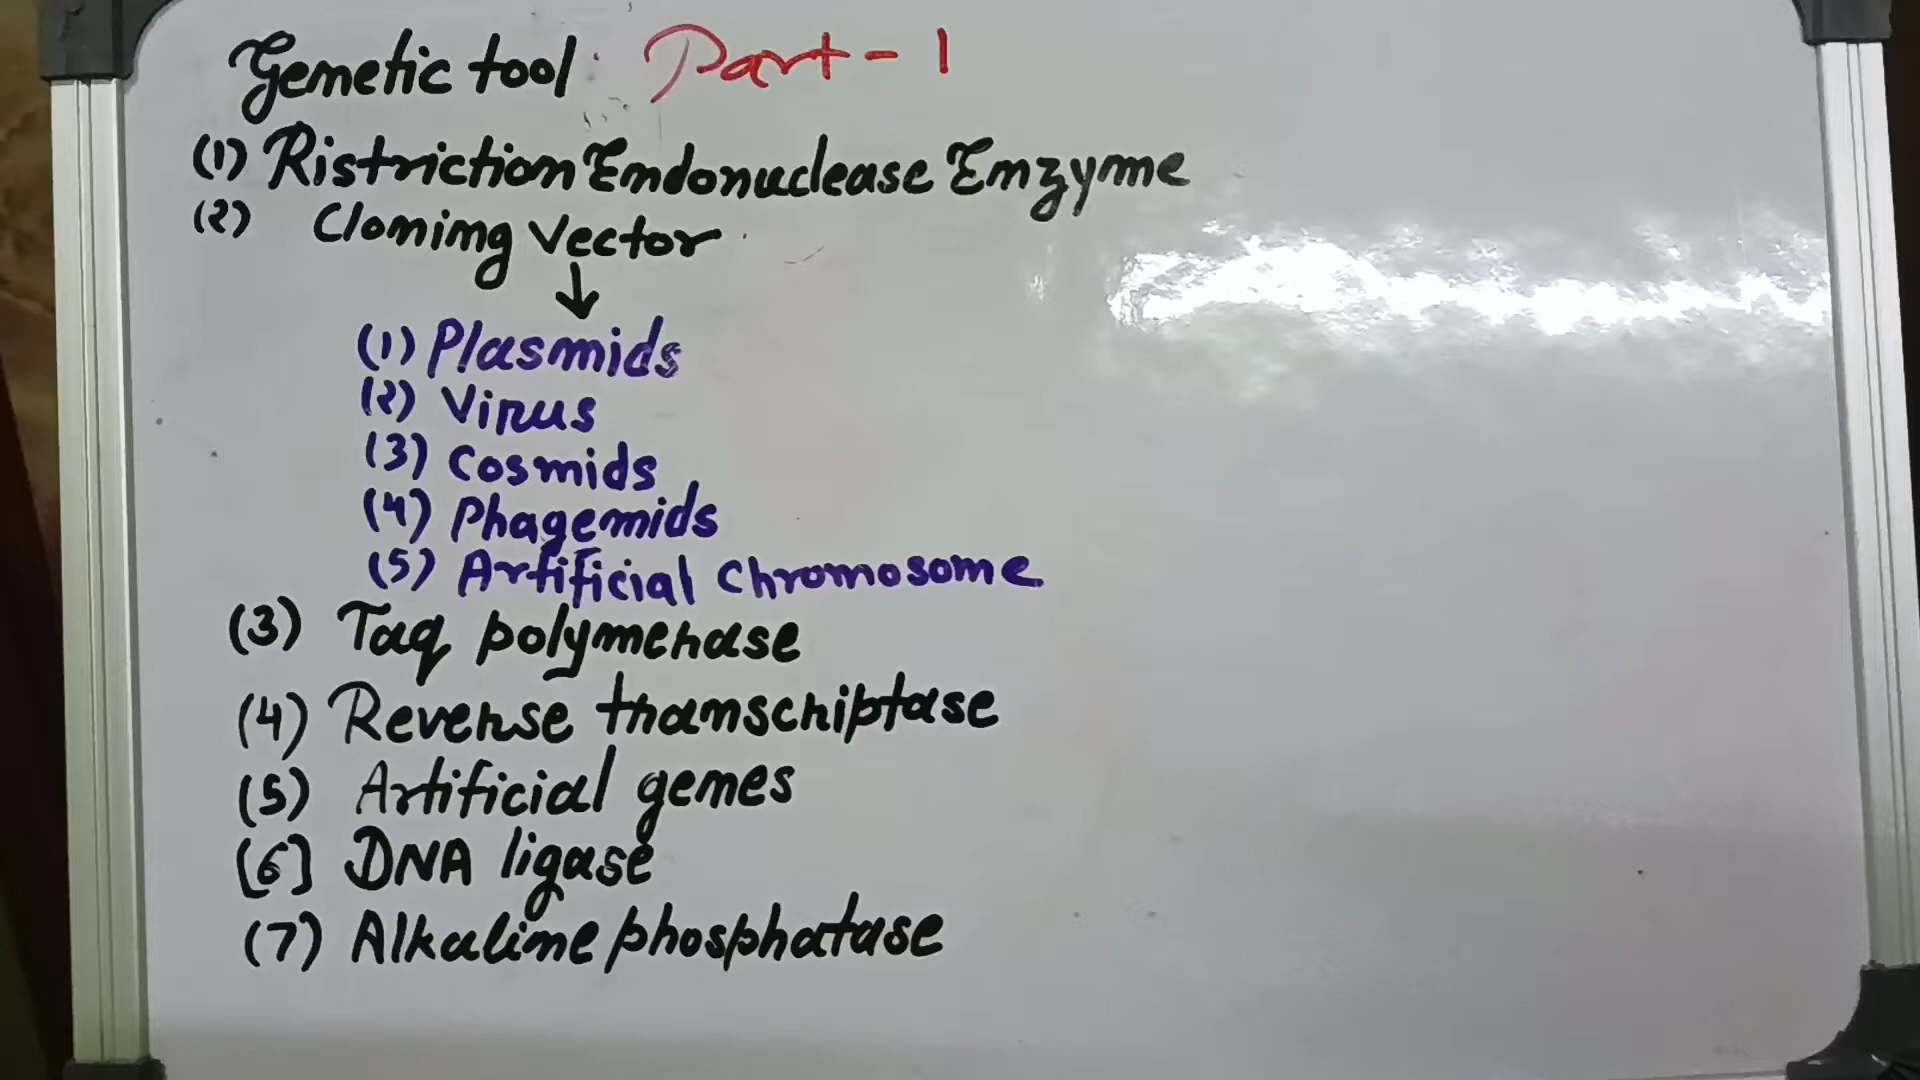 Genetic tool: Part - 1
(1) Ristriction Endonuclease Enzyme
(2) Cloning Vector
↓
(1) Plasmids
(2) Virus
(3) Cosmids
(4) Phagemids
(5) Artificial Chromosome
(3) Taq polymerase
(4) Reverse transcriptase
(5) Artificial genes
[6] DNA ligase
(7) Alkaline phosphatase